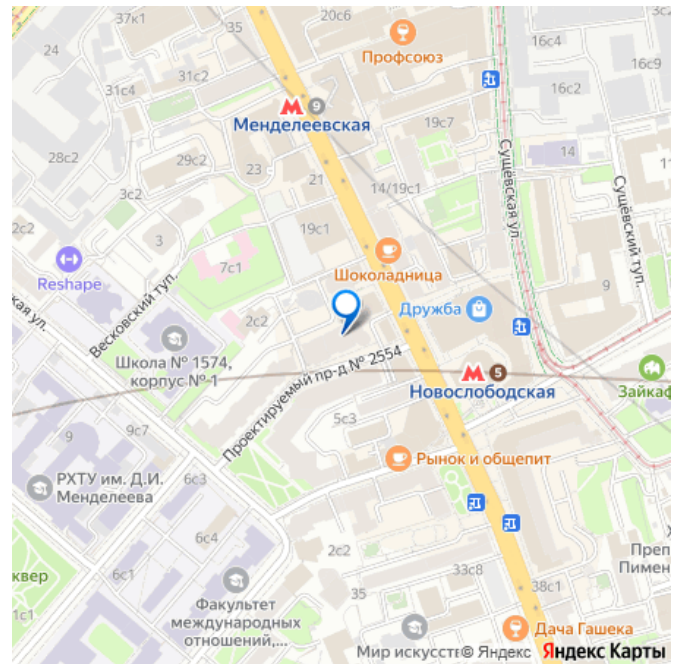 37к1
20с6
Профсоюз
24
31с4
31с2
16с4
16с9
16с2
9
Менделеевская
19с7
28с2
29с2
23
21
14
3с2
14/19с1
Сущёвская ул.
Сущёвский туп.
2с2
3
19с1
7с1
Reshape
Шоколадница
9
Весковский туп.
2с2
Дружба
Школа № 1574,
корпус № 1
Проектируемый пр-д № 2554
5
Новослободская
5с3
9
9с7
Рынок и общепит
РХТУ им. Д.И.
Менделеева
6с3
6с4
2с2
6с1
33с8
35
38с1
1с1
Факультет
международных
отношений,...
Дача Гашека
Мир искусств
© Яндекс
Яндекс Карты